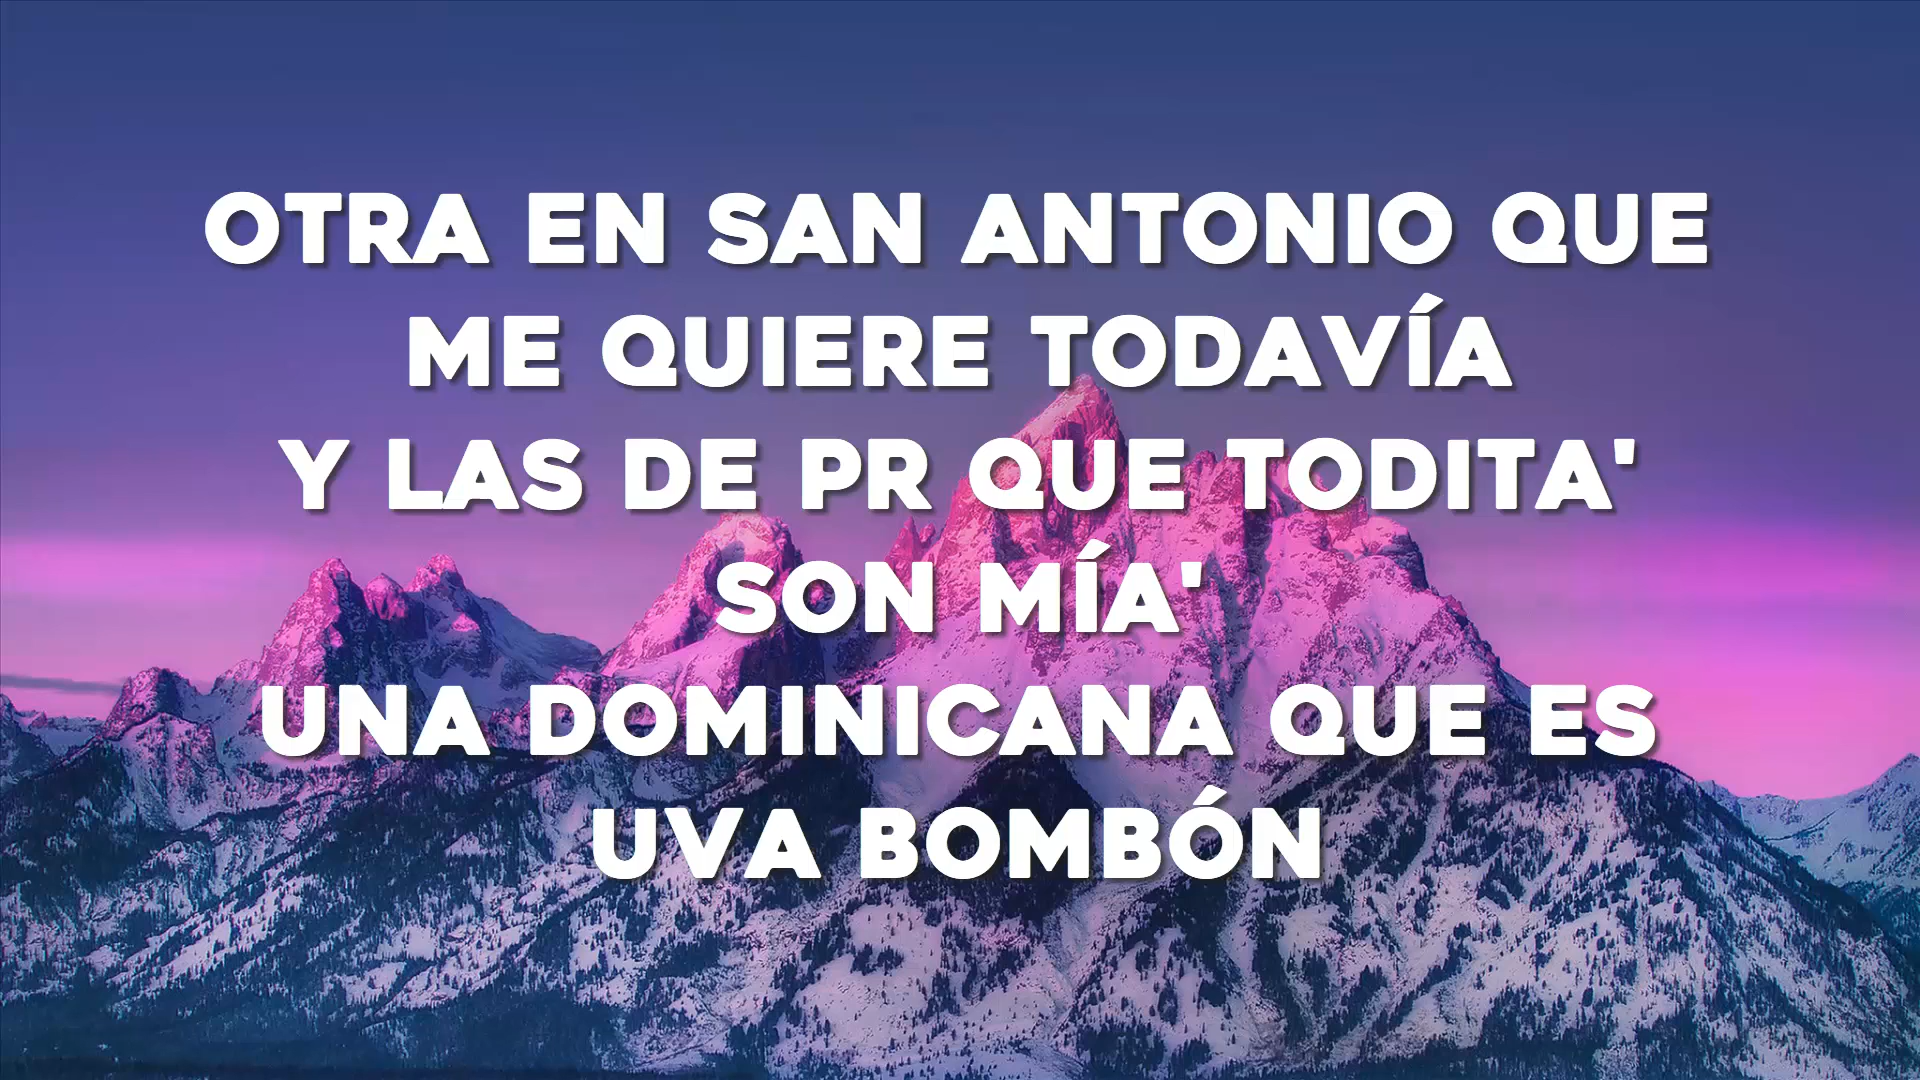 OTRA EN SAN ANTONIO QUE
ME QUIERE TODAVÍA
Y LAS DE PR QUE TODITA'
SON MÍA'
UNA DOMINICANA QUE ES
UVA BOMBÓN